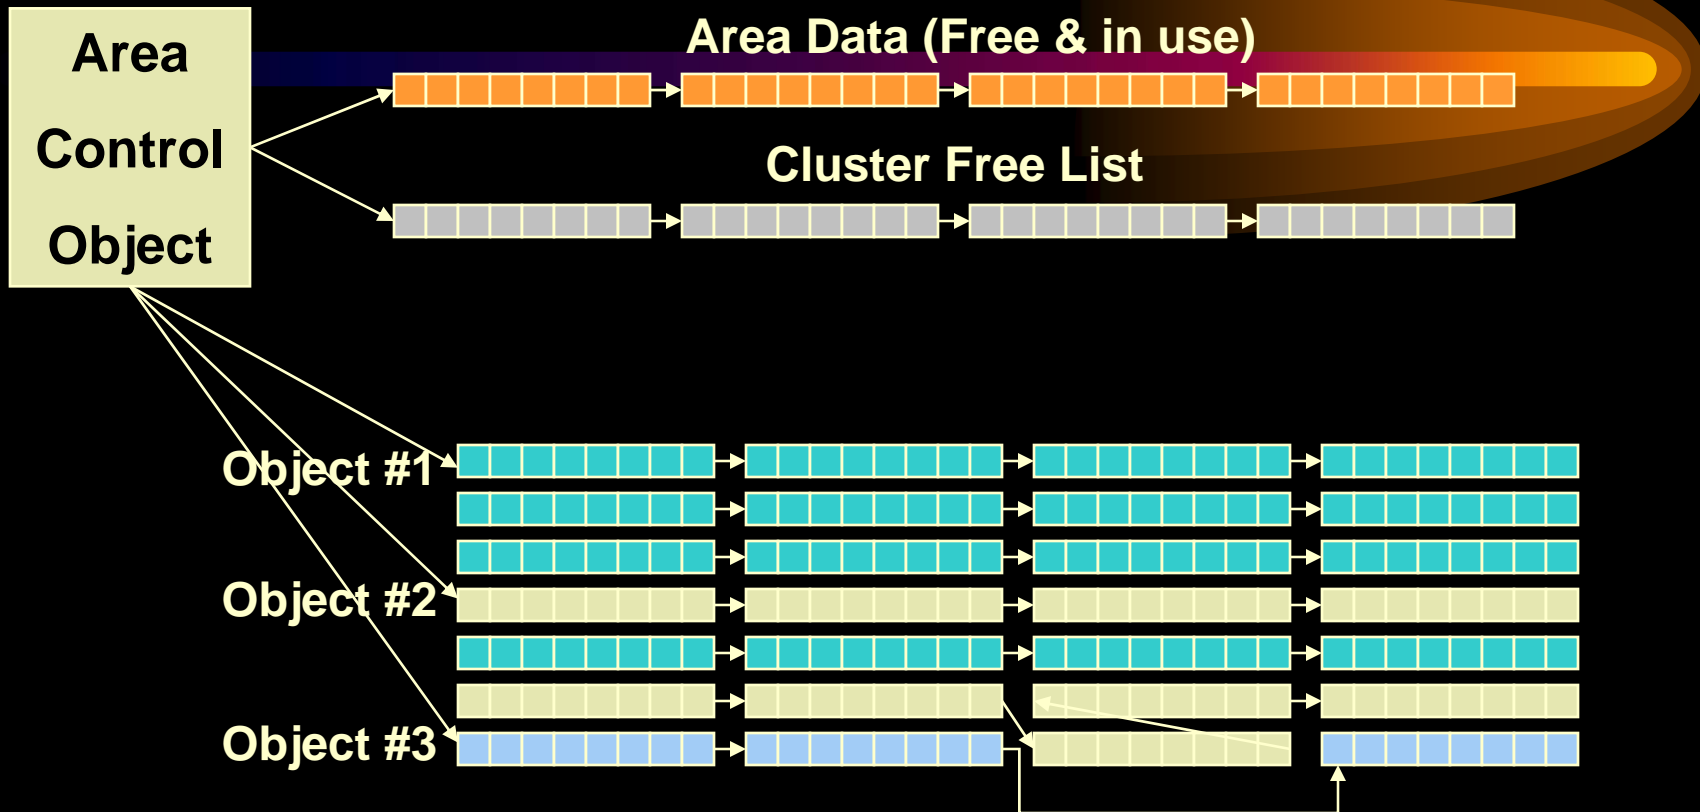 Area
Control
Object
Area Data (Free & in use)
Cluster Free List
Object #1
Object #2
Object #3